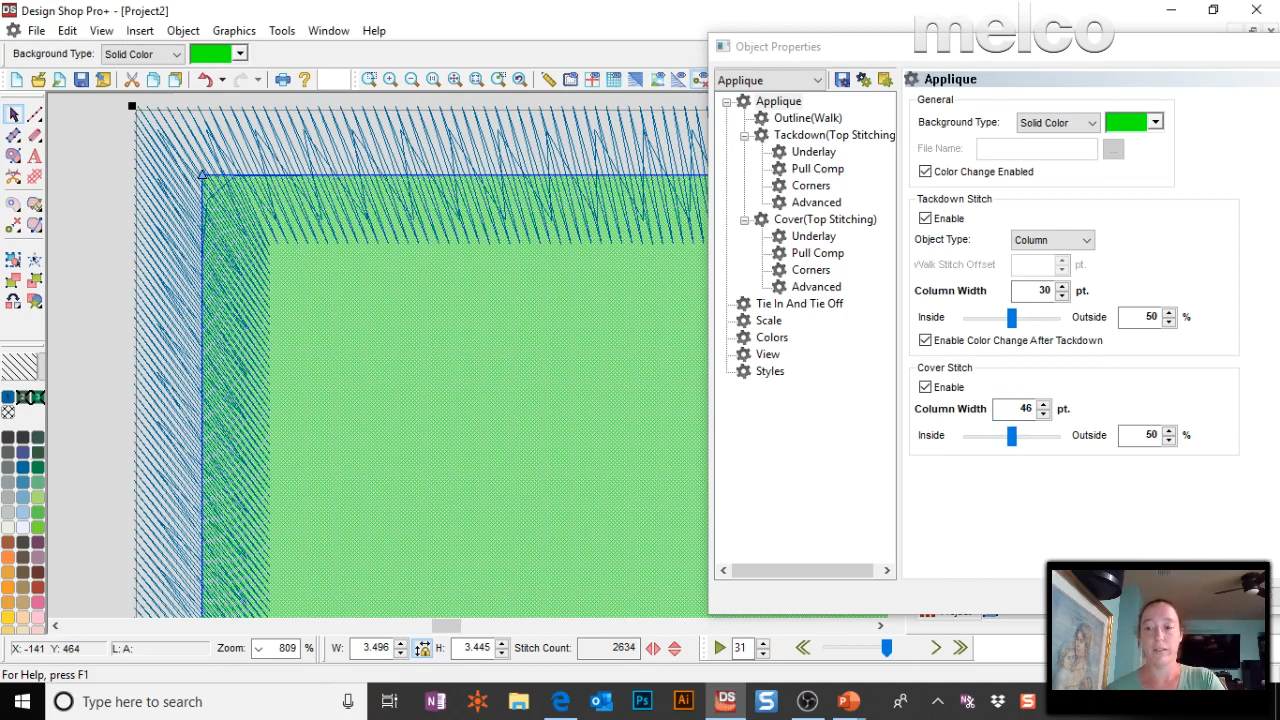 Design Shop Pro+ - [Project2]
melco
File Edit View Insert Object Graphics Tools Window Help
Background Type: Solid Color
Object Properties
Applique
Applique
Applique
Outline(Walk)
Tackdown(Top Stitching
Underlay
Pull Comp
Corners
Advanced
Cover(Top Stitching)
Underlay
Pull Comp
Corners
Advanced
Tie In And Tie Off
Scale
Colors
View
Styles
General
Background Type: Solid Color
File Name: ...
Color Change Enabled
Tackdown Stitch
Enable
Object Type: Column
Walk Stitch Offset pt.
Column Width 30 pt.
Inside Outside 50 %
Enable Color Change After Tackdown
Cover Stitch
Enable
Column Width 46 pt.
Inside Outside 50 %
X: -141 Y: 464 L: A: Zoom: 809 % W: 3.496 H: 3.445 Stitch Count: 2634 31
For Help, press F1
Type here to search
N Ps Ai DS S P S